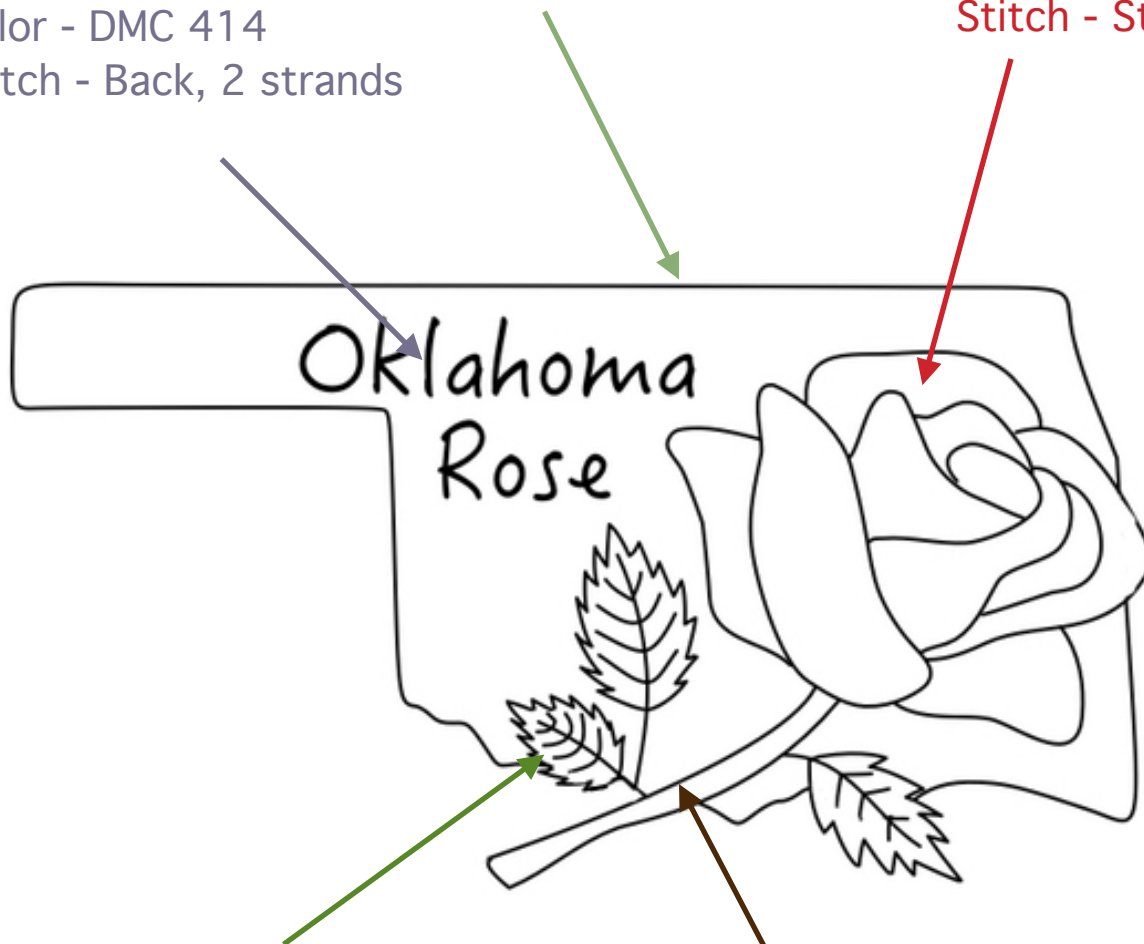 lor - DMC 414
tch - Back, 2 strands
Stitch - St
Oklahoma
Rose